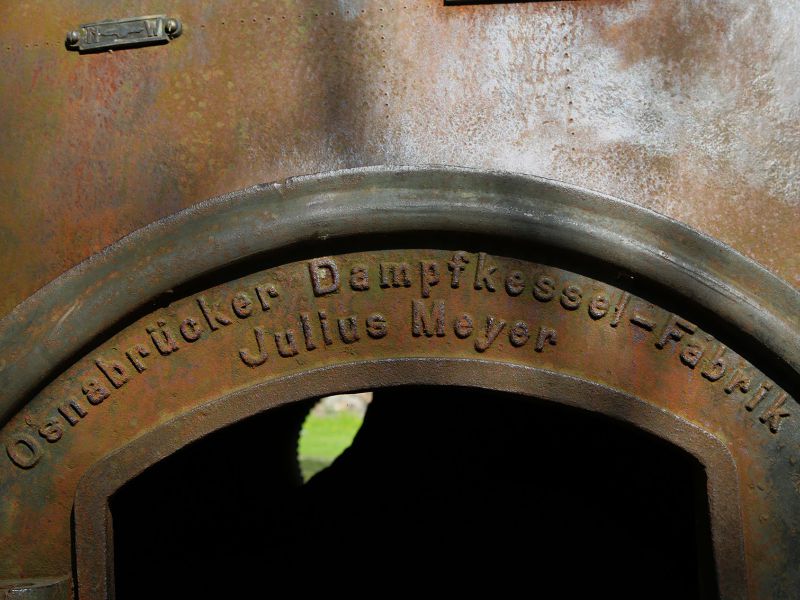 N-W
Osnabrücker Dampfkessel-Fabrik
Julius Meyer